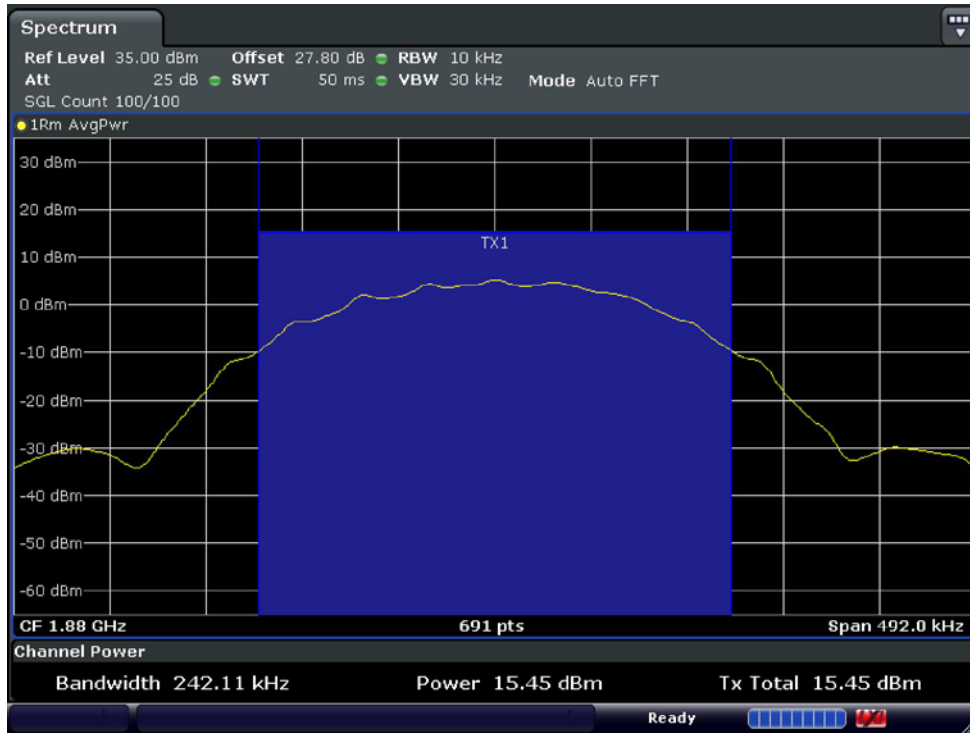 Spectrum
Ref Level 35.00 dBm Offset 27.80 dB RBW 10 kHz
Att 25 dB SWT 50 ms VBW 30 kHz Mode Auto FFT
SGL Count 100/100
1Rm AvgPwr
30 dBm
20 dBm
TX1
10 dBm
0 dBm
-10 dBm
-20 dBm
-30 dBm
-40 dBm
-50 dBm
-60 dBm
CF 1.88 GHz 691 pts Span 492.0 kHz
Channel Power
Bandwidth 242.11 kHz Power 15.45 dBm Tx Total 15.45 dBm
Ready